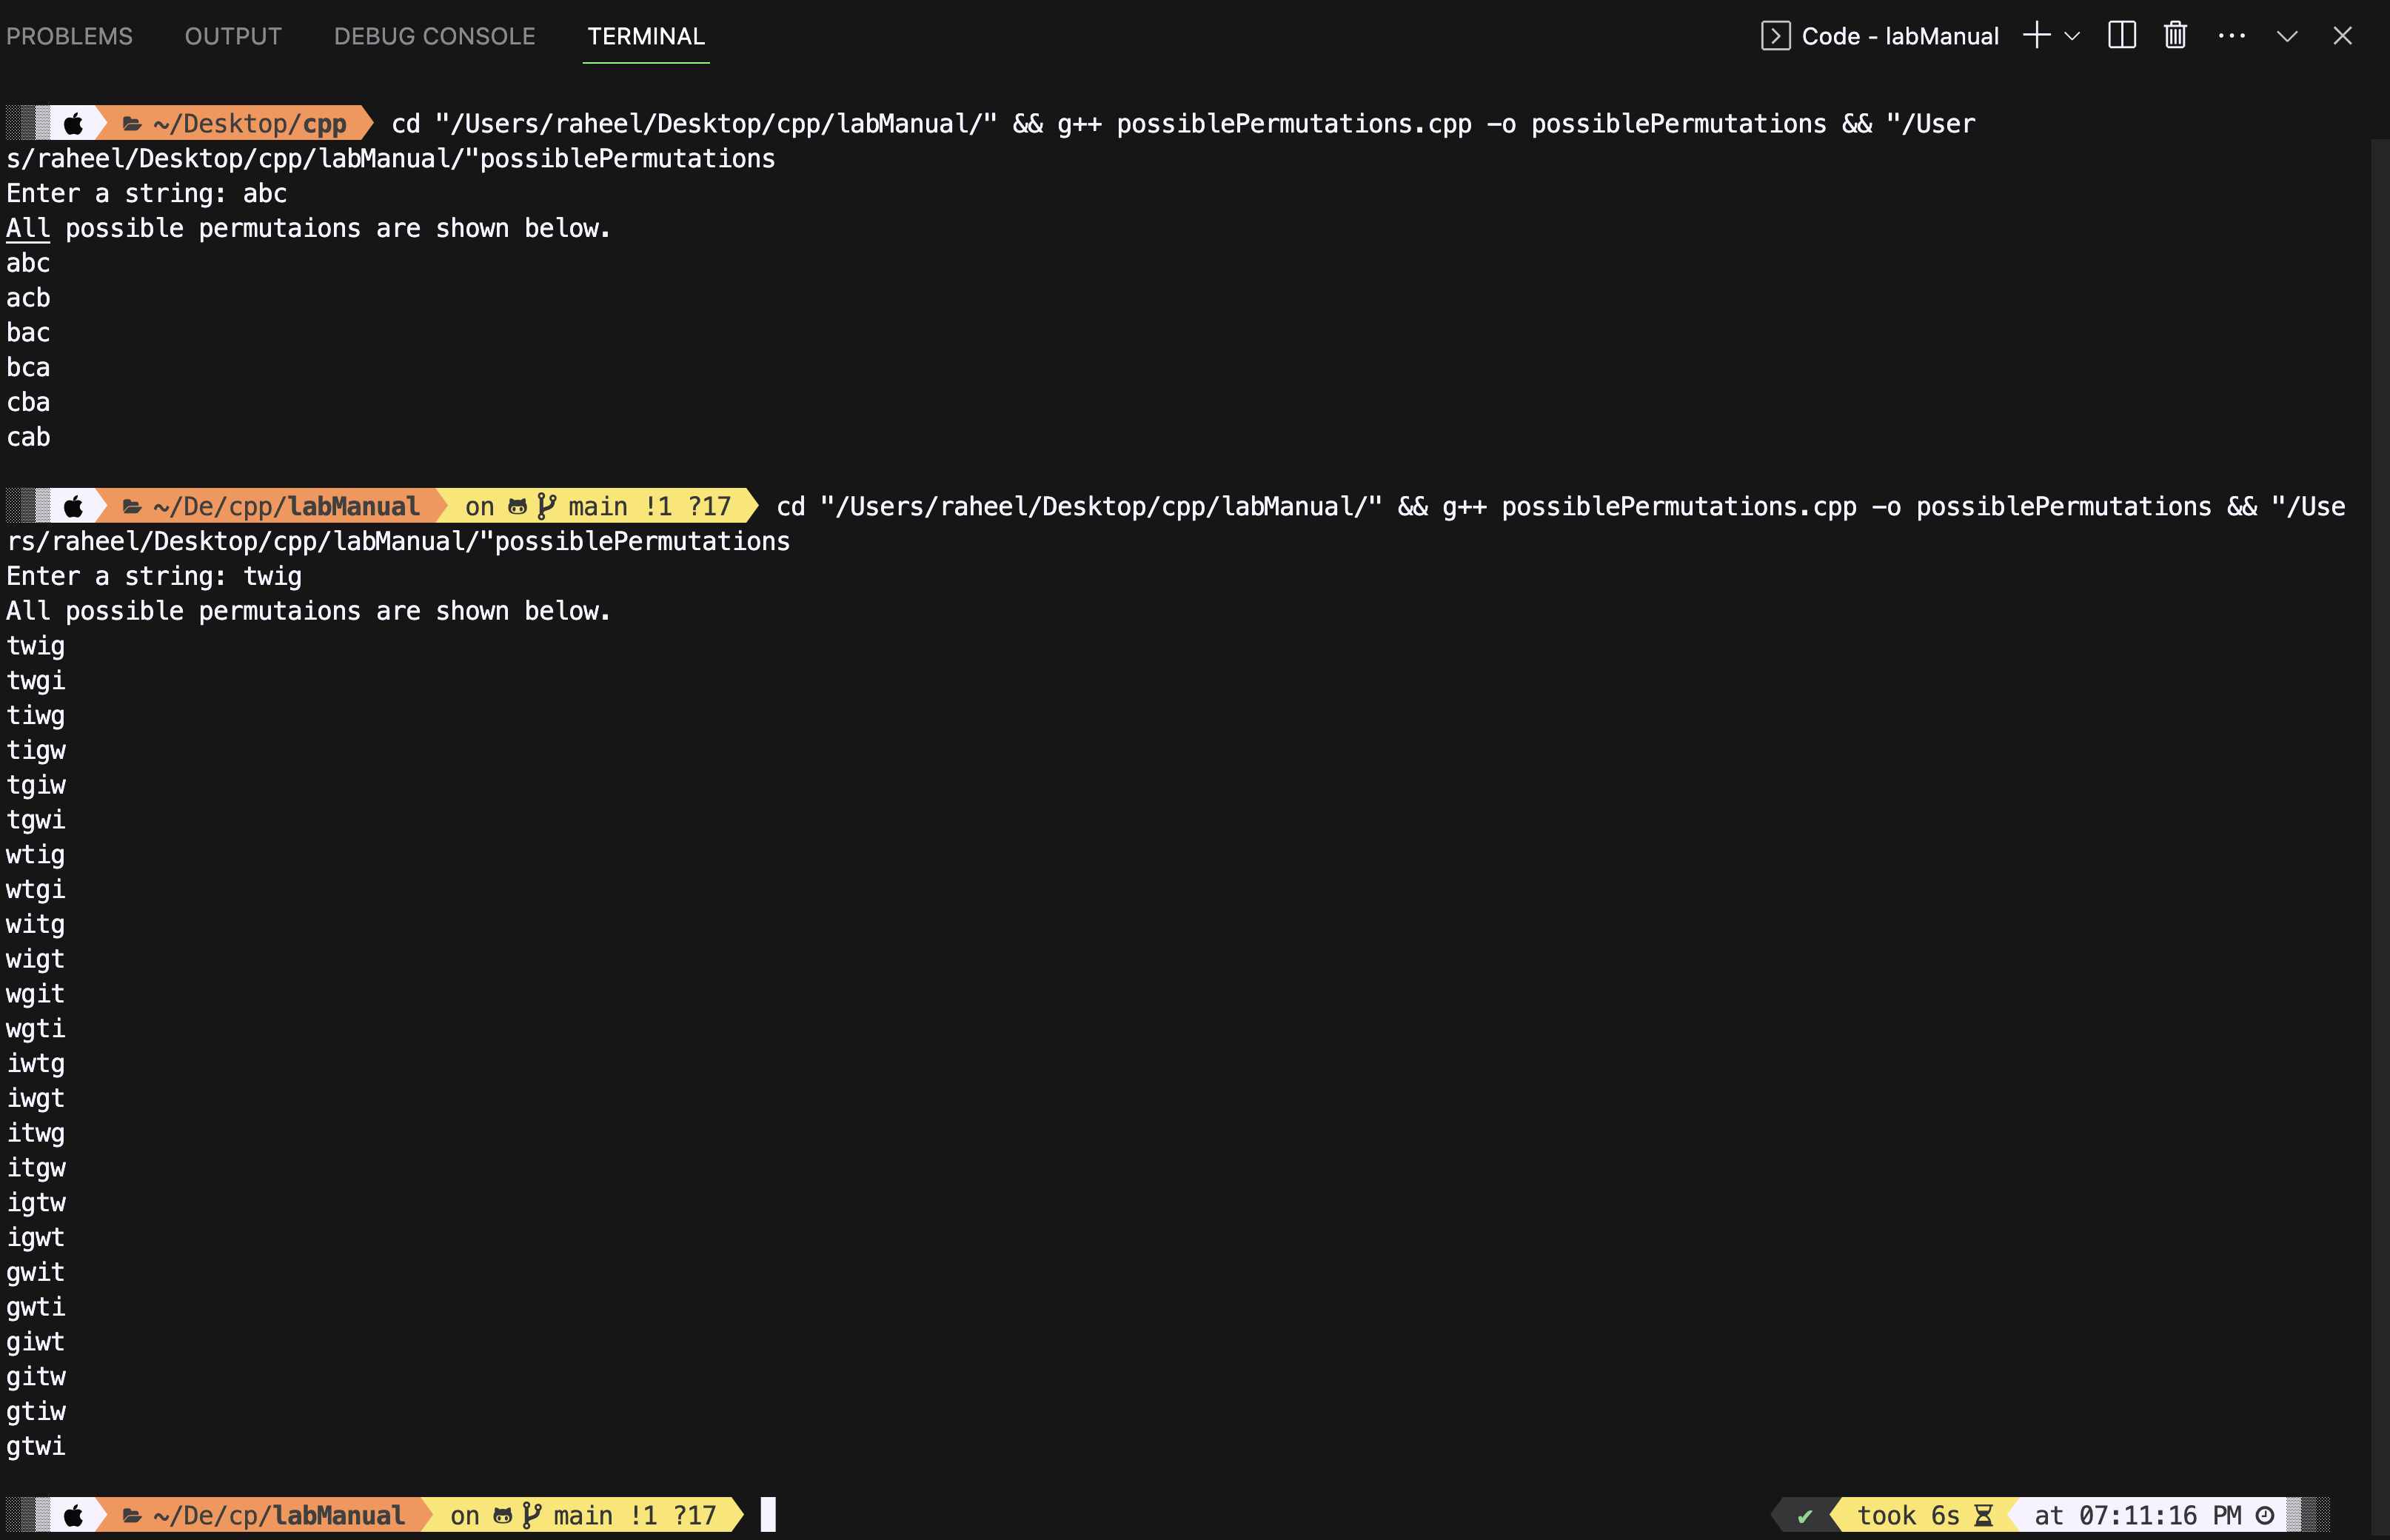 PROBLEMS OUTPUT DEBUG CONSOLE TERMINAL Code - labManual
~/Desktop/cpp cd "/Users/raheel/Desktop/cpp/labManual/" && g++ possiblePermutations.cpp -o possiblePermutations && "/User
s/raheel/Desktop/cpp/labManual/"possiblePermutations
Enter a string: abc
All possible permutaions are shown below.
abc
acb
bac
bca
cba
cab
~/De/cpp/labManual on main !1 ?17 cd "/Users/raheel/Desktop/cpp/labManual/" && g++ possiblePermutations.cpp -o possiblePermutations && "/Use
rs/raheel/Desktop/cpp/labManual/"possiblePermutations
Enter a string: twig
All possible permutaions are shown below.
twig
twgi
tiwg
tigw
tgiw
tgwi
wtig
wtgi
witg
wigt
wgit
wgti
iwtg
iwgt
itwg
itgw
igtw
igwt
gwit
gwti
giwt
gitw
gtiw
gtwi
~/De/cp/labManual on main !1 ?17 ✔ took 6s at 07:11:16 PM